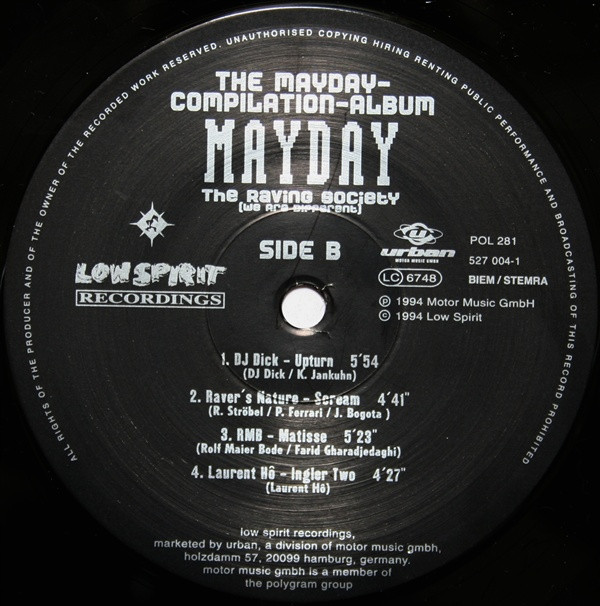 ALL RIGHTS OF THE PRODUCER AND OF THE OWNER OF THE RECORDED WORK RESERVED. UNAUTHORISED COPYING HIRING RENTING PUBLIC PERFORMANCE AND BROADCASTING OF THIS RECORD PROHIBITED
THE MAYDAY-
COMPILATION-ALBUM
MAYDAY
The Raving Society
(We Are Different)
SIDE B
LOW SPIRIT
RECORDINGS
urban
MOTOR MUSIC GMBH
LC 6748
POL 281
527 004-1
BIEM / STEMRA
℗ 1994 Motor Music GmbH
© 1994 Low Spirit
1. DJ Dick – Upturn 5´54
(DJ Dick / K. Jankuhn)
2. Raver´s Nature – Scream 4´41"
(R. Ströbel / P. Ferrari / J. Bogota )
3. RMB – Matisse 5´23"
(Rolf Maier Bode / Farid Gharadjedaghi)
4. Laurent Hô – Ingler Two 4´27"
(Laurent Hô)
low spirit recordings,
marketed by urban, a division of motor music gmbh,
holzdamm 57, 20099 hamburg, germany.
motor music gmbh is a member of
the polygram group